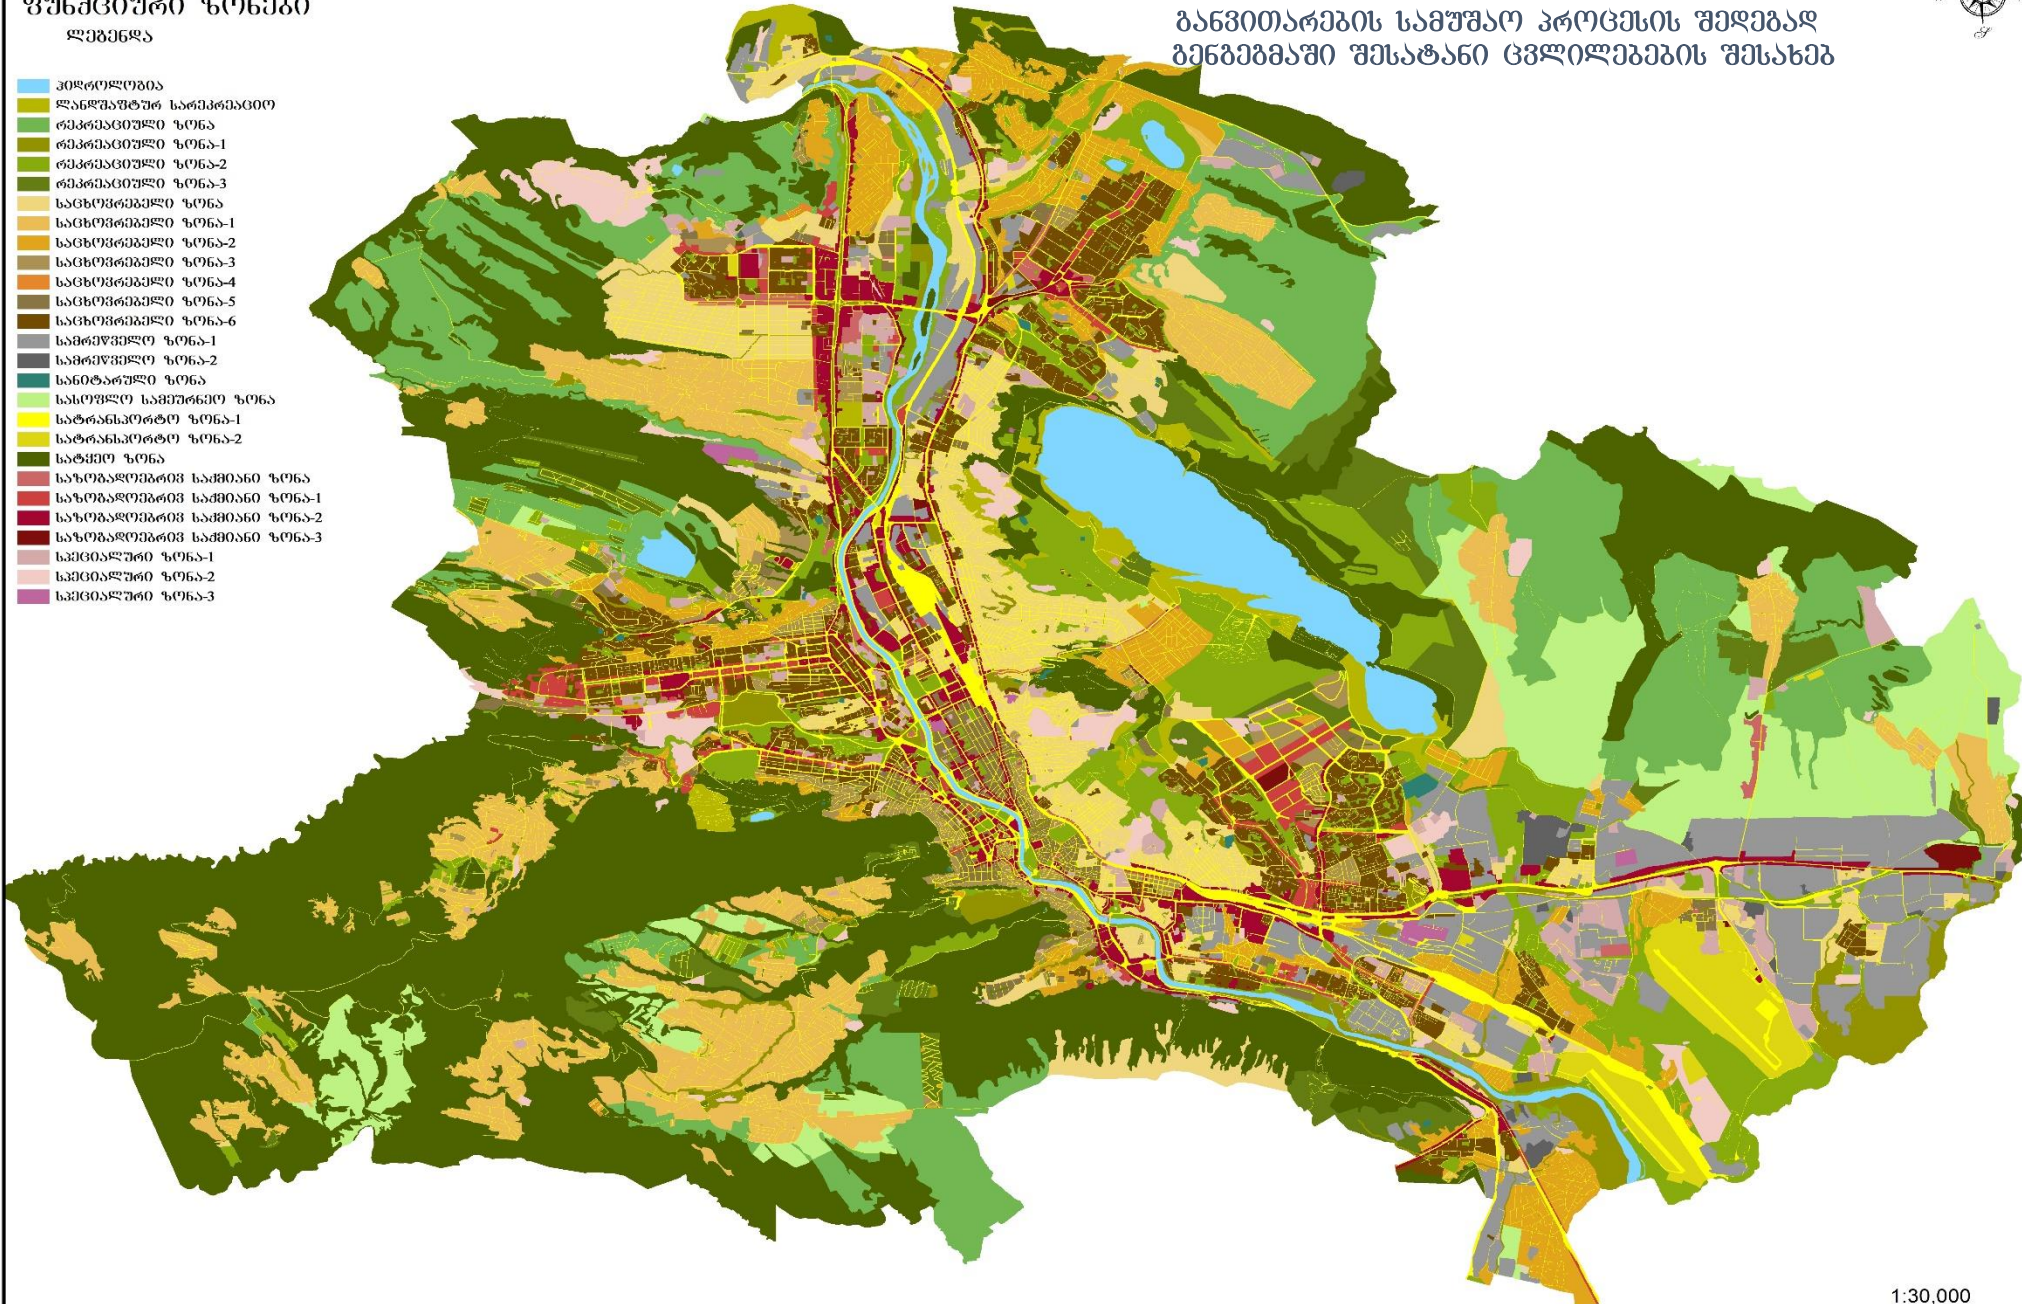 ფუნქციური ზონები
ლეგენდა
ჰიდროლოგია
ლანდშაფტურ სარეკრეაციო
რეკრეაციული ზონა
რეკრეაციული ზონა-1
რეკრეაციული ზონა-2
რეკრეაციული ზონა-3
საცხოვრებელი ზონა
საცხოვრებელი ზონა-1
საცხოვრებელი ზონა-2
საცხოვრებელი ზონა-3
საცხოვრებელი ზონა-4
საცხოვრებელი ზონა-5
საცხოვრებელი ზონა-6
სამრეწველო ზონა-1
სამრეწველო ზონა-2
სანიტარული ზონა
სასოფლო სამეურნეო ზონა
სატრანსპორტო ზონა-1
სატრანსპორტო ზონა-2
სატყეო ზონა
საზოგადოებრივ საქმიანი ზონა
საზოგადოებრივ საქმიანი ზონა-1
საზოგადოებრივ საქმიანი ზონა-2
საზოგადოებრივ საქმიანი ზონა-3
სპეციალური ზონა-1
სპეციალური ზონა-2
სპეციალური ზონა-3
განვითარების სამუშაო პროცესის შედეგად
გენგეგმაში შესატანი ცვლილებების შესახებ
S
1:30,000